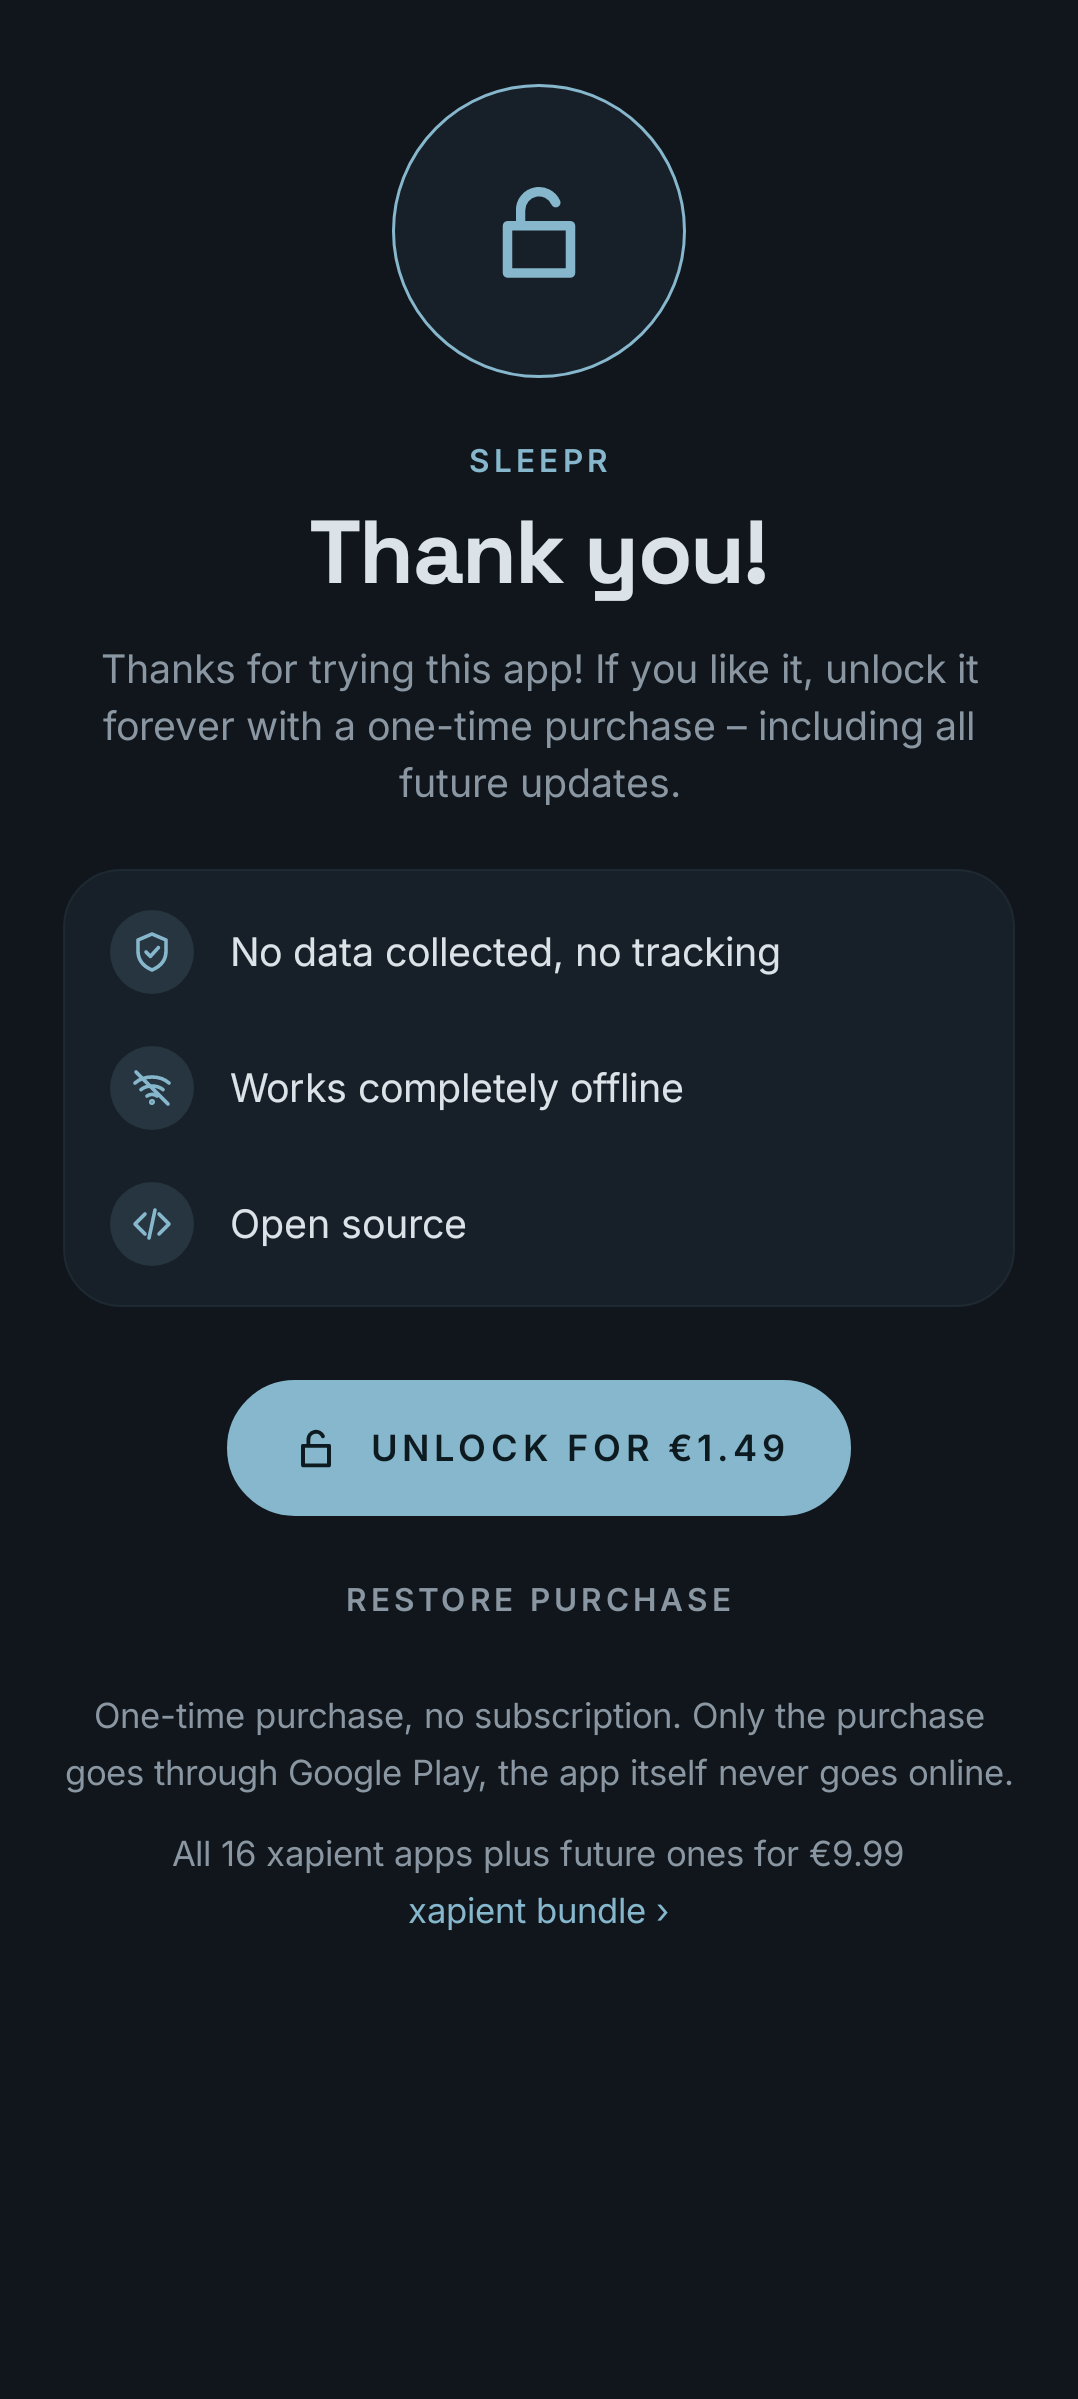 SLEEPR
Thank you!
Thanks for trying this app! If you like it, unlock it
forever with a one-time purchase – including all
future updates.
No data collected, no tracking
Works completely offline
Open source
UNLOCK FOR €1.49
RESTORE PURCHASE
One-time purchase, no subscription. Only the purchase
goes through Google Play, the app itself never goes online.
All 16 xapient apps plus future ones for €9.99
xapient bundle ›